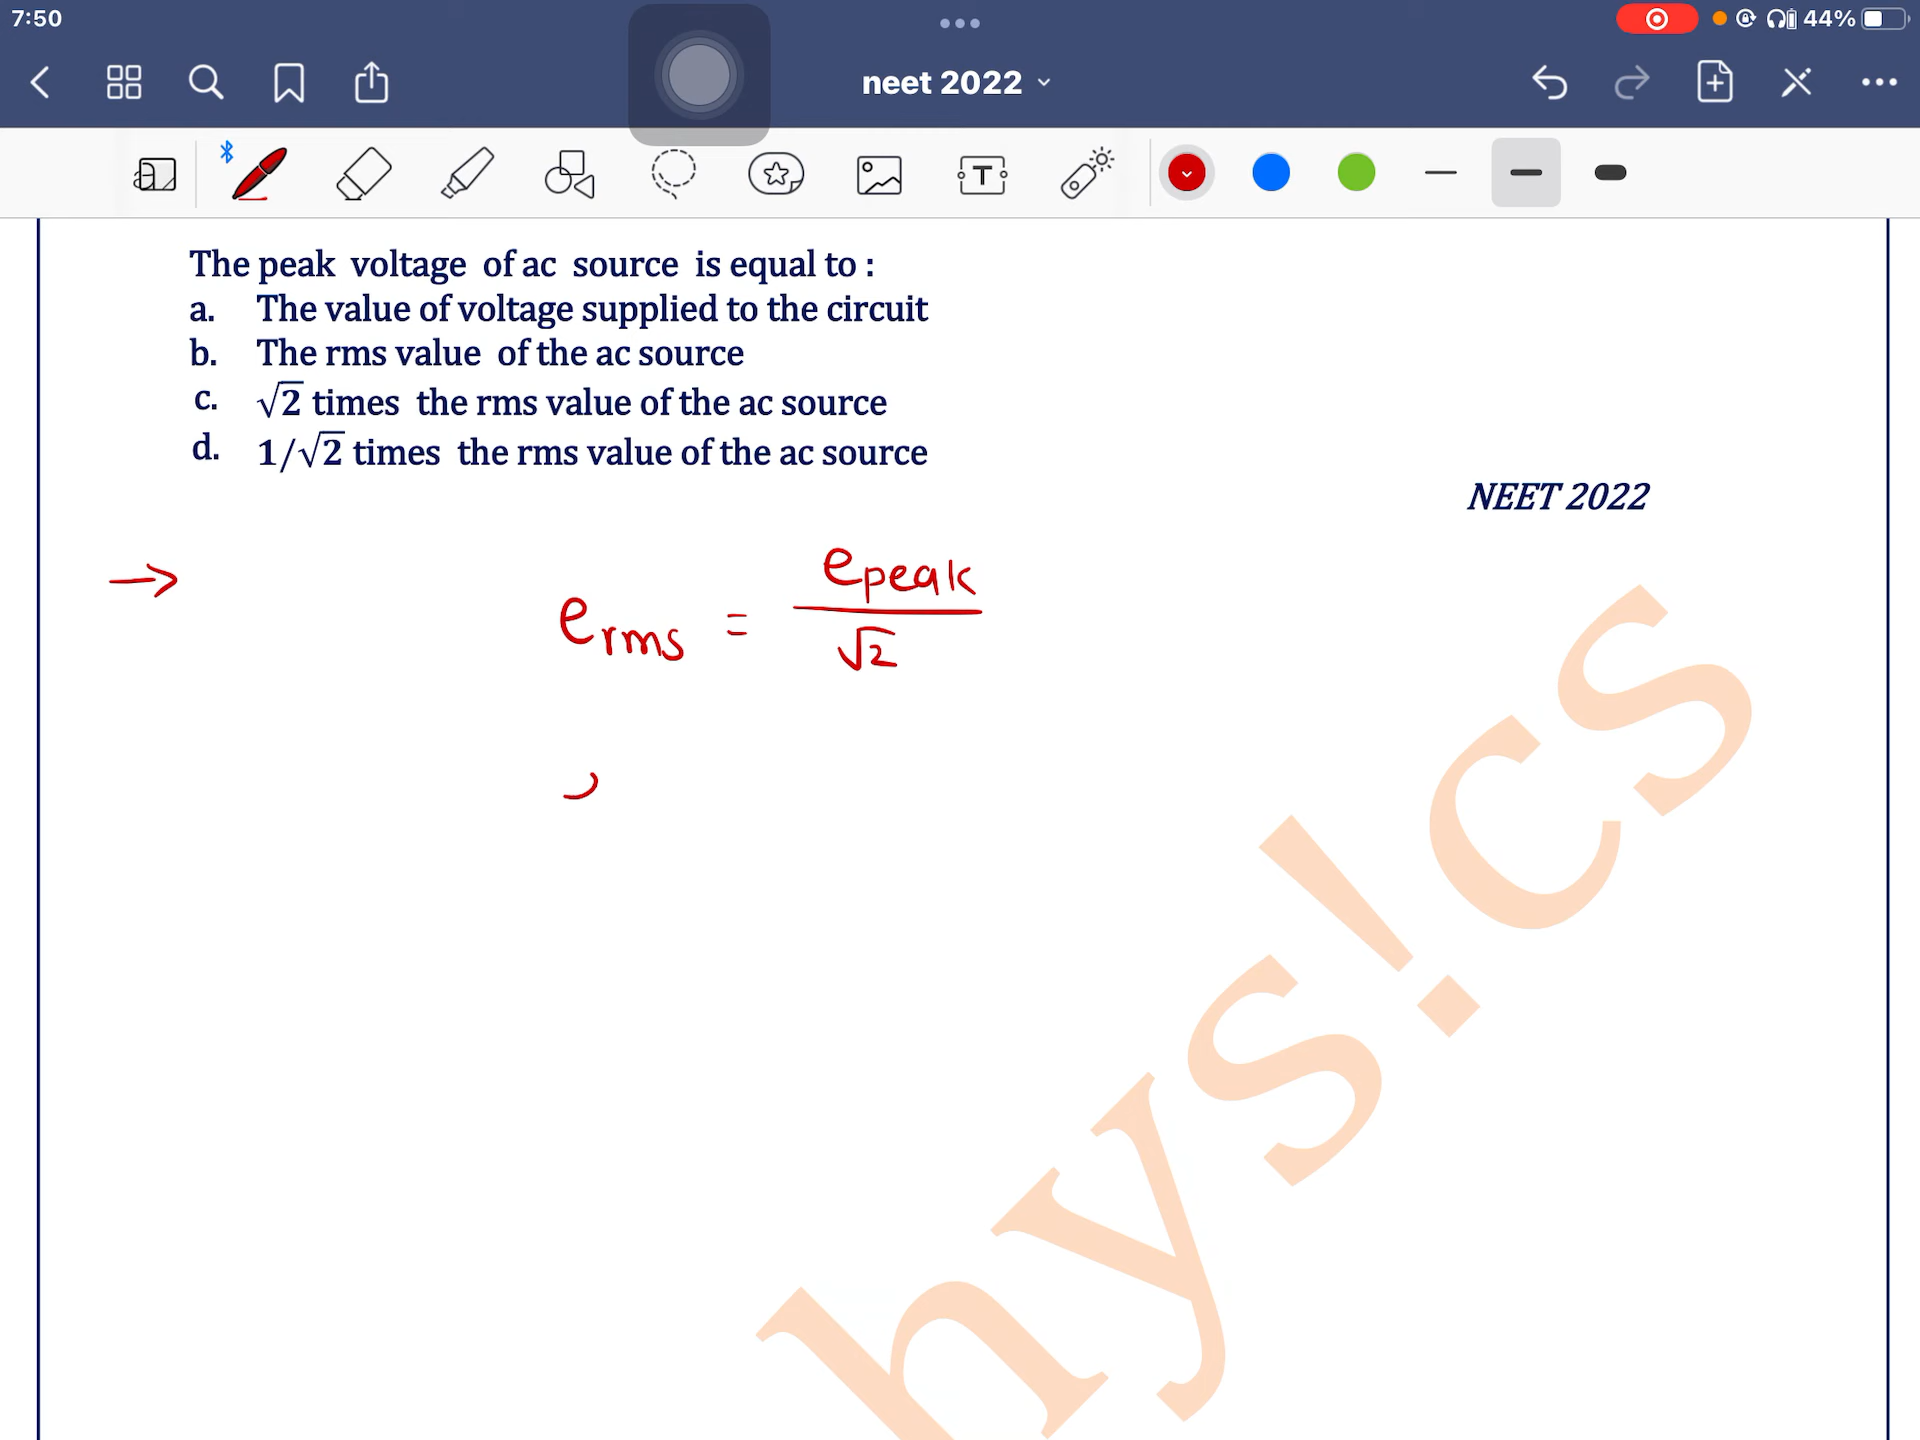 7:50
44%
neet 2022
The peak voltage of ac source is equal to :
a. The value of voltage supplied to the circuit
b. The rms value of the ac source
c. √2 times the rms value of the ac source
d. 1/√2 times the rms value of the ac source
NEET 2022
→ e_rms = e_peak / √2
hys!cs